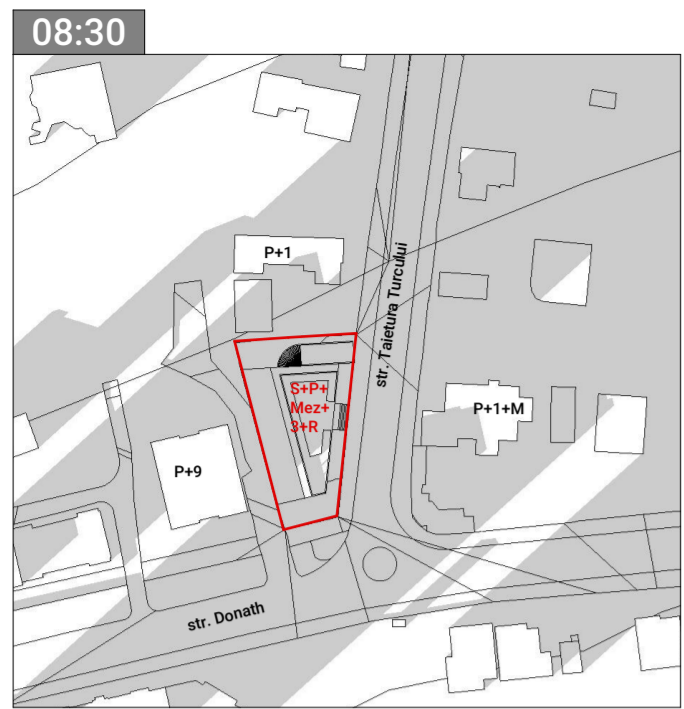 08:30
P+1
str. Taietura Turcului
S+P+
Mez+
3+R
P+1+M
P+9
str. Donath